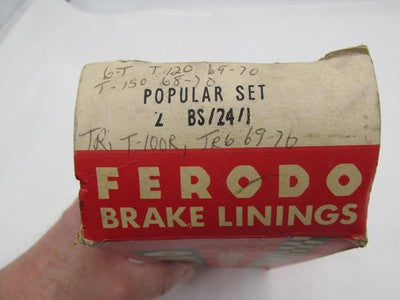 6-T T-120 69-70
T-150 68-70
POPULAR SET
2 BS/24/1
TR, T-100R, TR6 69-70
FERODO
BRAKE LININGS